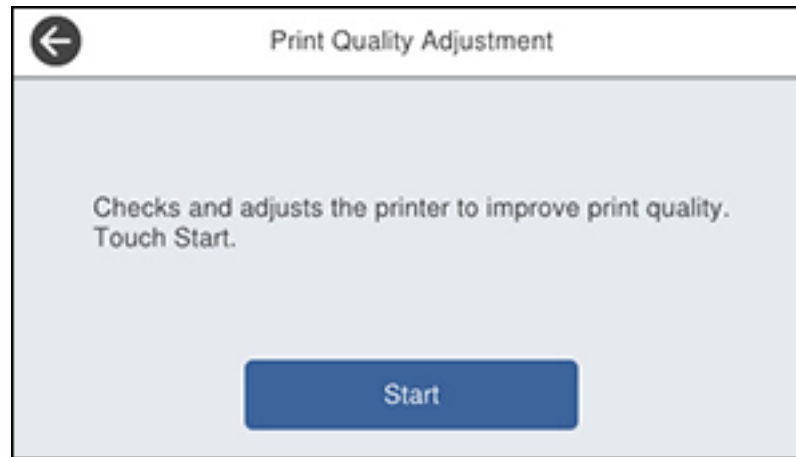 Print Quality Adjustment
Checks and adjusts the printer to improve print quality.
Touch Start.
Start